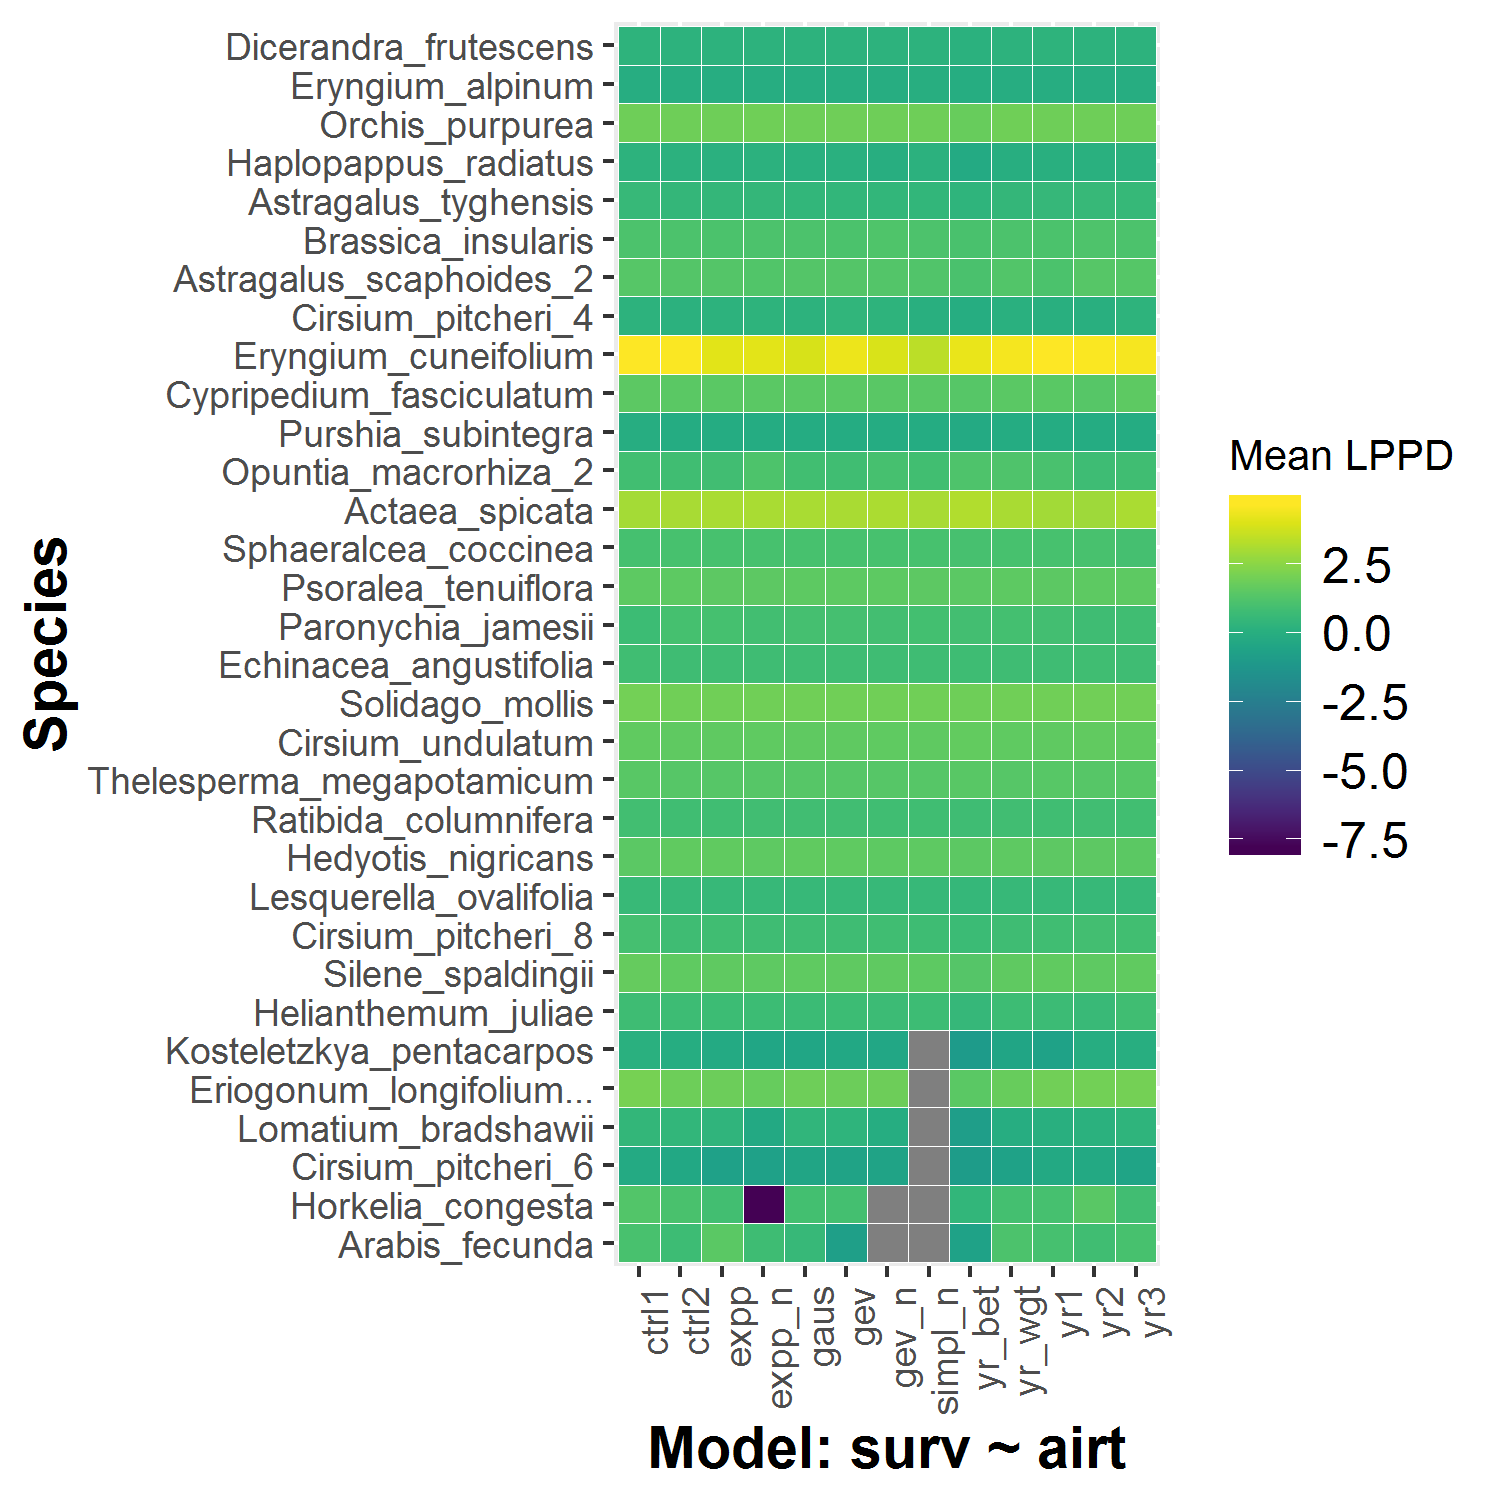 Species
Dicerandra_frutescens
Eryngium_alpinum
Orchis_purpurea
Haplopappus_radiatus
Astragalus_tyghensis
Brassica_insularis
Astragalus_scaphoides_2
Cirsium_pitcheri_4
Eryngium_cuneifolium
Cypripedium_fasciculatum
Purshia_subintegra
Opuntia_macrorhiza_2
Actaea_spicata
Sphaeralcea_coccinea
Psoralea_tenuiflora
Paronychia_jamesii
Echinacea_angustifolia
Solidago_mollis
Cirsium_undulatum
Thelesperma_megapotamicum
Ratibida_columnifera
Hedyotis_nigricans
Lesquerella_ovalifolia
Cirsium_pitcheri_8
Silene_spaldingii
Helianthemum_juliae
Kosteletzkya_pentacarpos
Eriogonum_longifolium...
Lomatium_bradshawii
Cirsium_pitcheri_6
Horkelia_congesta
Arabis_fecunda
ctrl1
ctrl2
expp
expp_n
gaus
gev
gev_n
simpl_n
yr_bet
yr_wgt
yr1
yr2
yr3
Model: surv ~ airt
Mean LPPD
2.5
0.0
-2.5
-5.0
-7.5